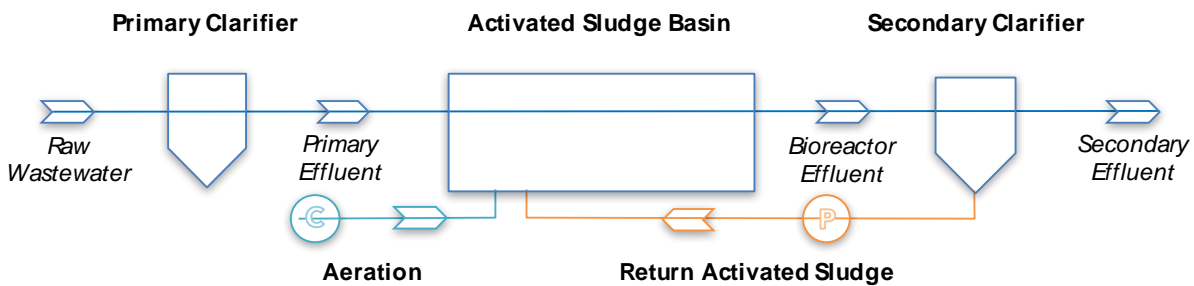 Primary Clarifier
Activated Sludge Basin
Secondary Clarifier
Raw
Wastewater
Primary
Effluent
Bioreactor
Effluent
Secondary
Effluent
C
P
Aeration
Return Activated Sludge